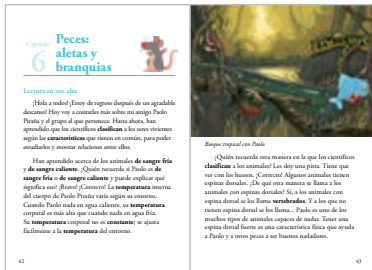 Capítulo
6
Peces:
aletas y
branquias
Lectura en voz alta
¡Hola a todos! ¡Estoy de regreso después de un agradable
descanso! Hoy voy a contarles más sobre mi amigo Paolo
Piraña y el grupo al que pertenece. Hasta ahora, han
aprendido que los científicos clasifican a los seres vivientes
según las características que tienen en común, para poder
estudiarlos y mostrar relaciones entre ellos.
Han aprendido acerca de los animales de sangre fría
y de sangre caliente. ¿Quién recuerda si Paolo es de
sangre fría o de sangre caliente y puede explicar qué
significa eso? ¡Bravo! ¡Correcto! La temperatura interna
del cuerpo de Paolo Piraña varía según su entorno.
Cuando Paolo nada en agua caliente, su temperatura
corporal es más alta que cuando nada en agua fría.
Su temperatura corporal no es constante; se ajusta
fácilmente a la temperatura del entorno.
42
Bosque tropical con Paolo
¿Quién recuerda otra manera en la que los científicos
clasifican a los animales? Les doy una pista. Tiene que
ver con los huesos. ¡Correcto! Algunos animales tienen
espinas dorsales. ¿De qué otra manera se llama a los
animales con espinas dorsales? Sí, a los animales con
espina dorsal se les llama vertebrados. Y a los que no
tienen espina dorsal se les llama... Paolo es uno de los
muchos tipos de animales capaces de nadar. Tener una
espina dorsal fuerte es una característica física que ayuda
a Paolo y a otros peces a ser buenos nadadores.
43